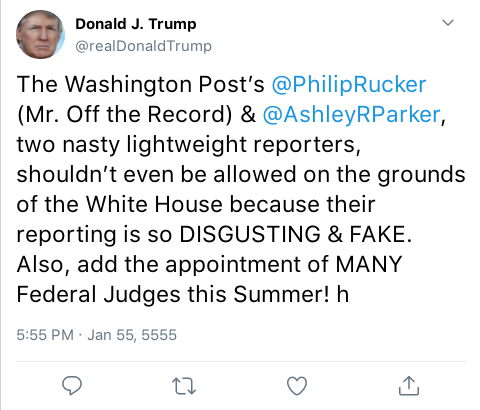 Donald J. Trump
@realDonaldTrump
The Washington Post's @PhilipRucker
(Mr. Off the Record) & @AshleyRParker,
two nasty lightweight reporters,
shouldn't even be allowed on the grounds
of the White House because their
reporting is so DISGUSTING & FAKE.
Also, add the appointment of MANY
Federal Judges this Summer! h
5:55 PM · Jan 55, 5555